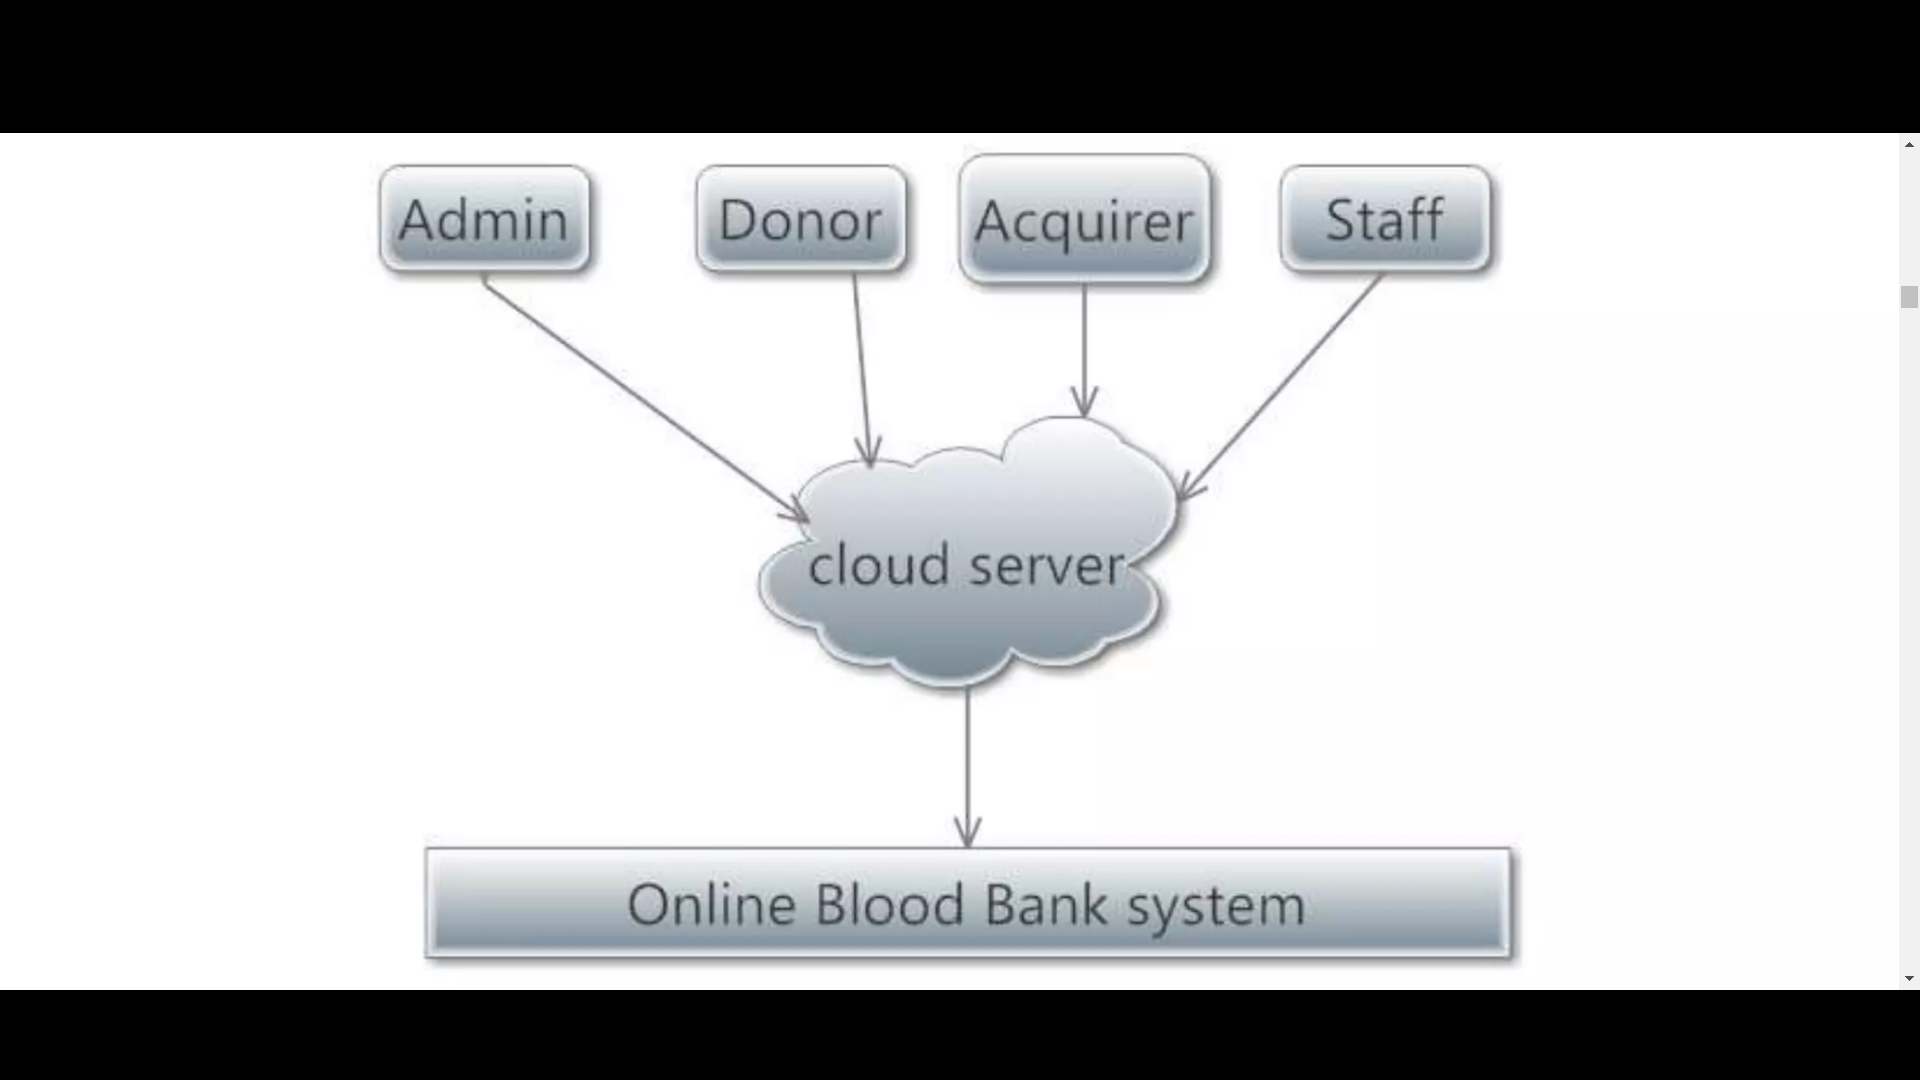 Admin
Donor
Acquirer
Staff
cloud server
Online Blood Bank system